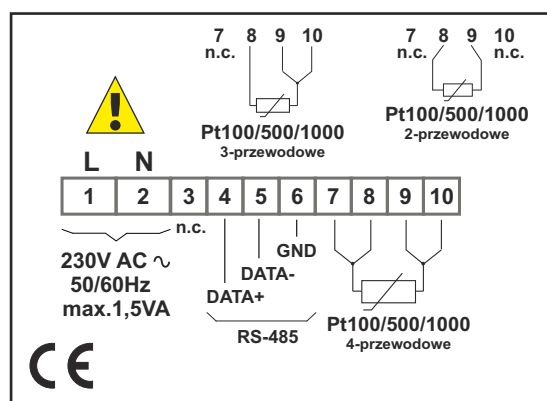 7 8 9 10
n.c.
Pt100/500/1000
3-przewodowe
7 8 9 10
n.c. n.c.
Pt100/500/1000
2-przewodowe
L N
1 2 3 4 5 6 7 8 9 10
n.c.
230V AC ∿
50/60Hz
max.1,5VA
GND
DATA-
DATA+
RS-485
Pt100/500/1000
4-przewodowe
!
CE